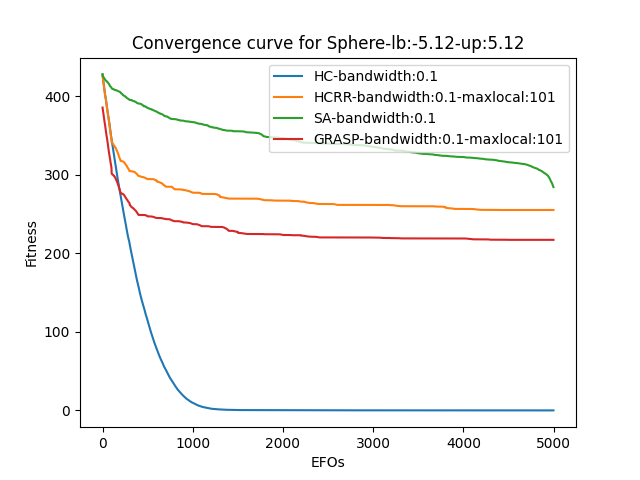 Convergence curve for Sphere-lb:-5.12-up:5.12
HC-bandwidth:0.1
HCRR-bandwidth:0.1-maxlocal:101
SA-bandwidth:0.1
GRASP-bandwidth:0.1-maxlocal:101
400
300
200
100
0
Fitness
0 1000 2000 3000 4000 5000
EFOs